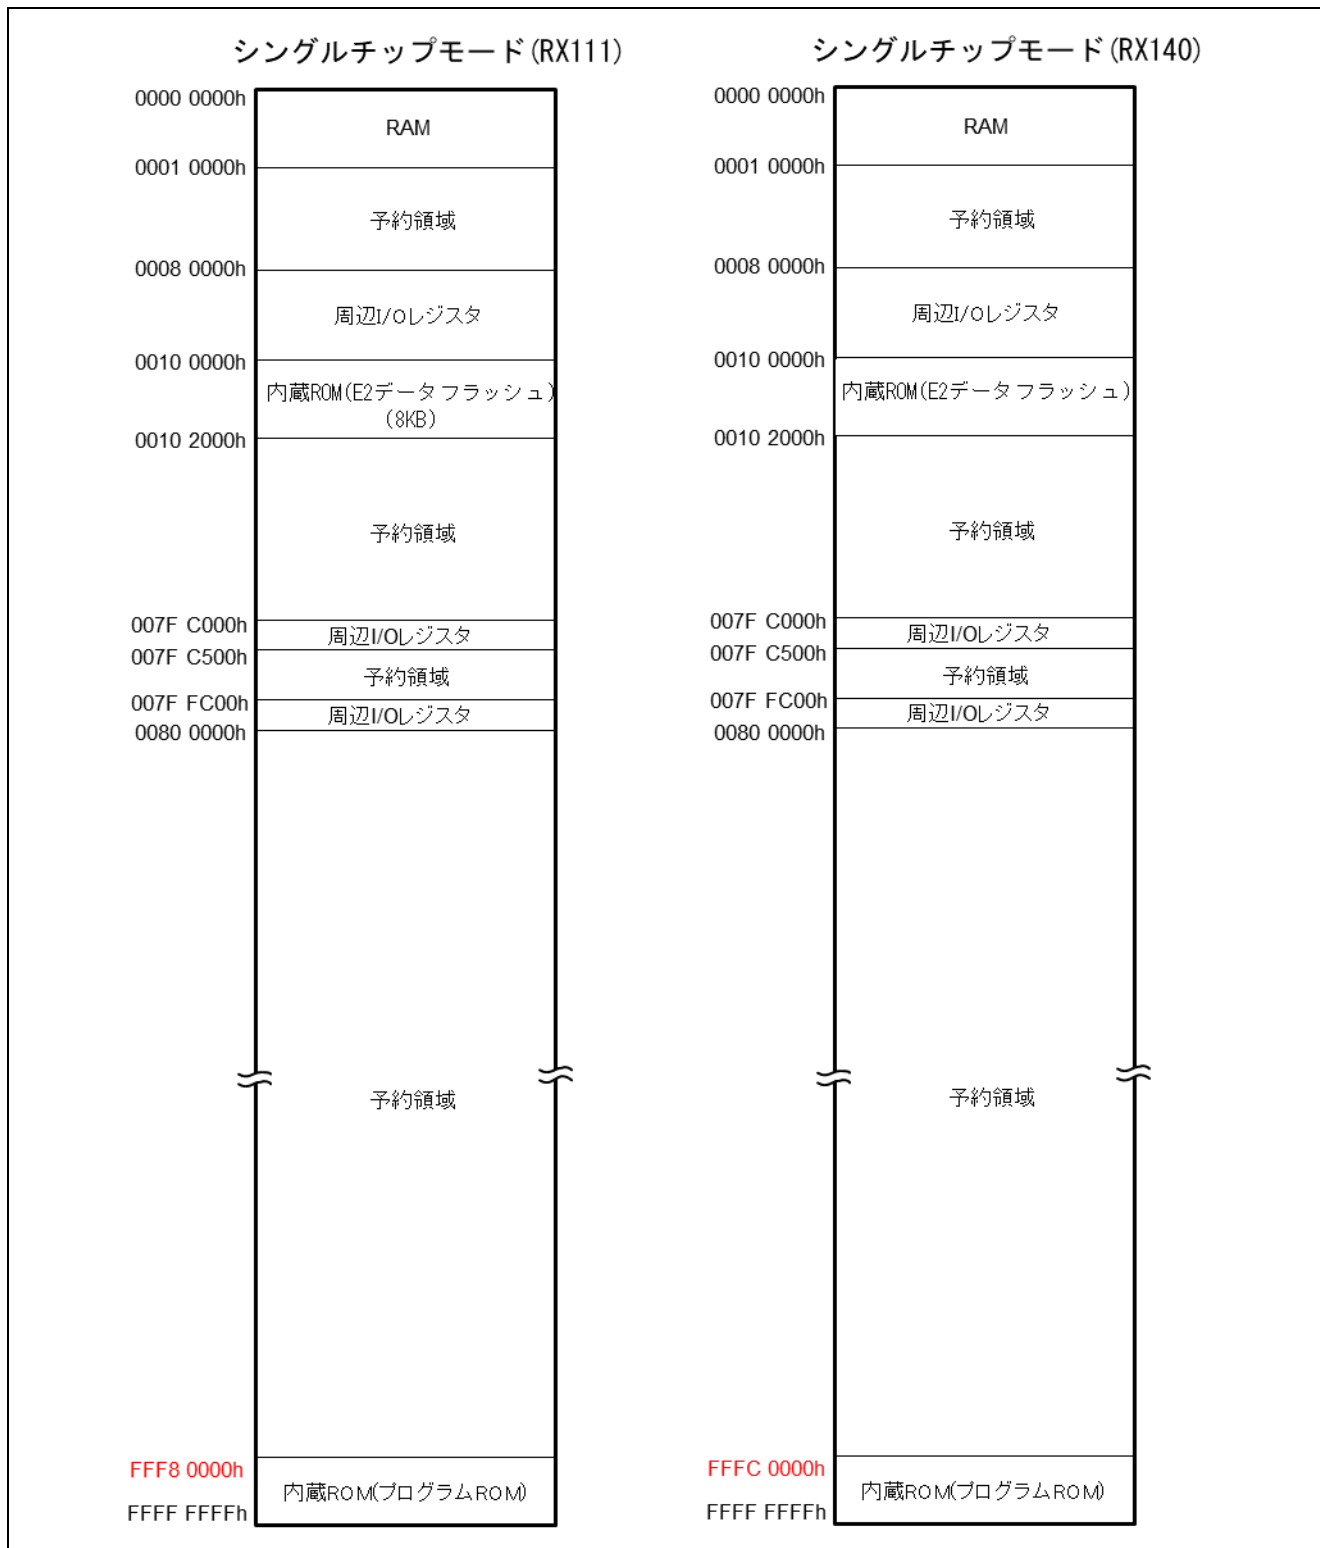 シングルチップモード(RX111)
0000 0000h
RAM
0001 0000h
予約領域
0008 0000h
周辺I/Oレジスタ
0010 0000h
内蔵ROM(E2データフラッシュ)
(8KB)
0010 2000h
予約領域
007F C000h
周辺I/Oレジスタ
007F C500h
予約領域
007F FC00h
周辺I/Oレジスタ
0080 0000h
予約領域
FFF8 0000h
内蔵ROM(プログラムROM)
FFFF FFFFh
シングルチップモード(RX140)
0000 0000h
RAM
0001 0000h
予約領域
0008 0000h
周辺I/Oレジスタ
0010 0000h
内蔵ROM(E2データフラッシュ)
0010 2000h
予約領域
007F C000h
周辺I/Oレジスタ
007F C500h
予約領域
007F FC00h
周辺I/Oレジスタ
0080 0000h
予約領域
FFFC 0000h
内蔵ROM(プログラムROM)
FFFF FFFFh